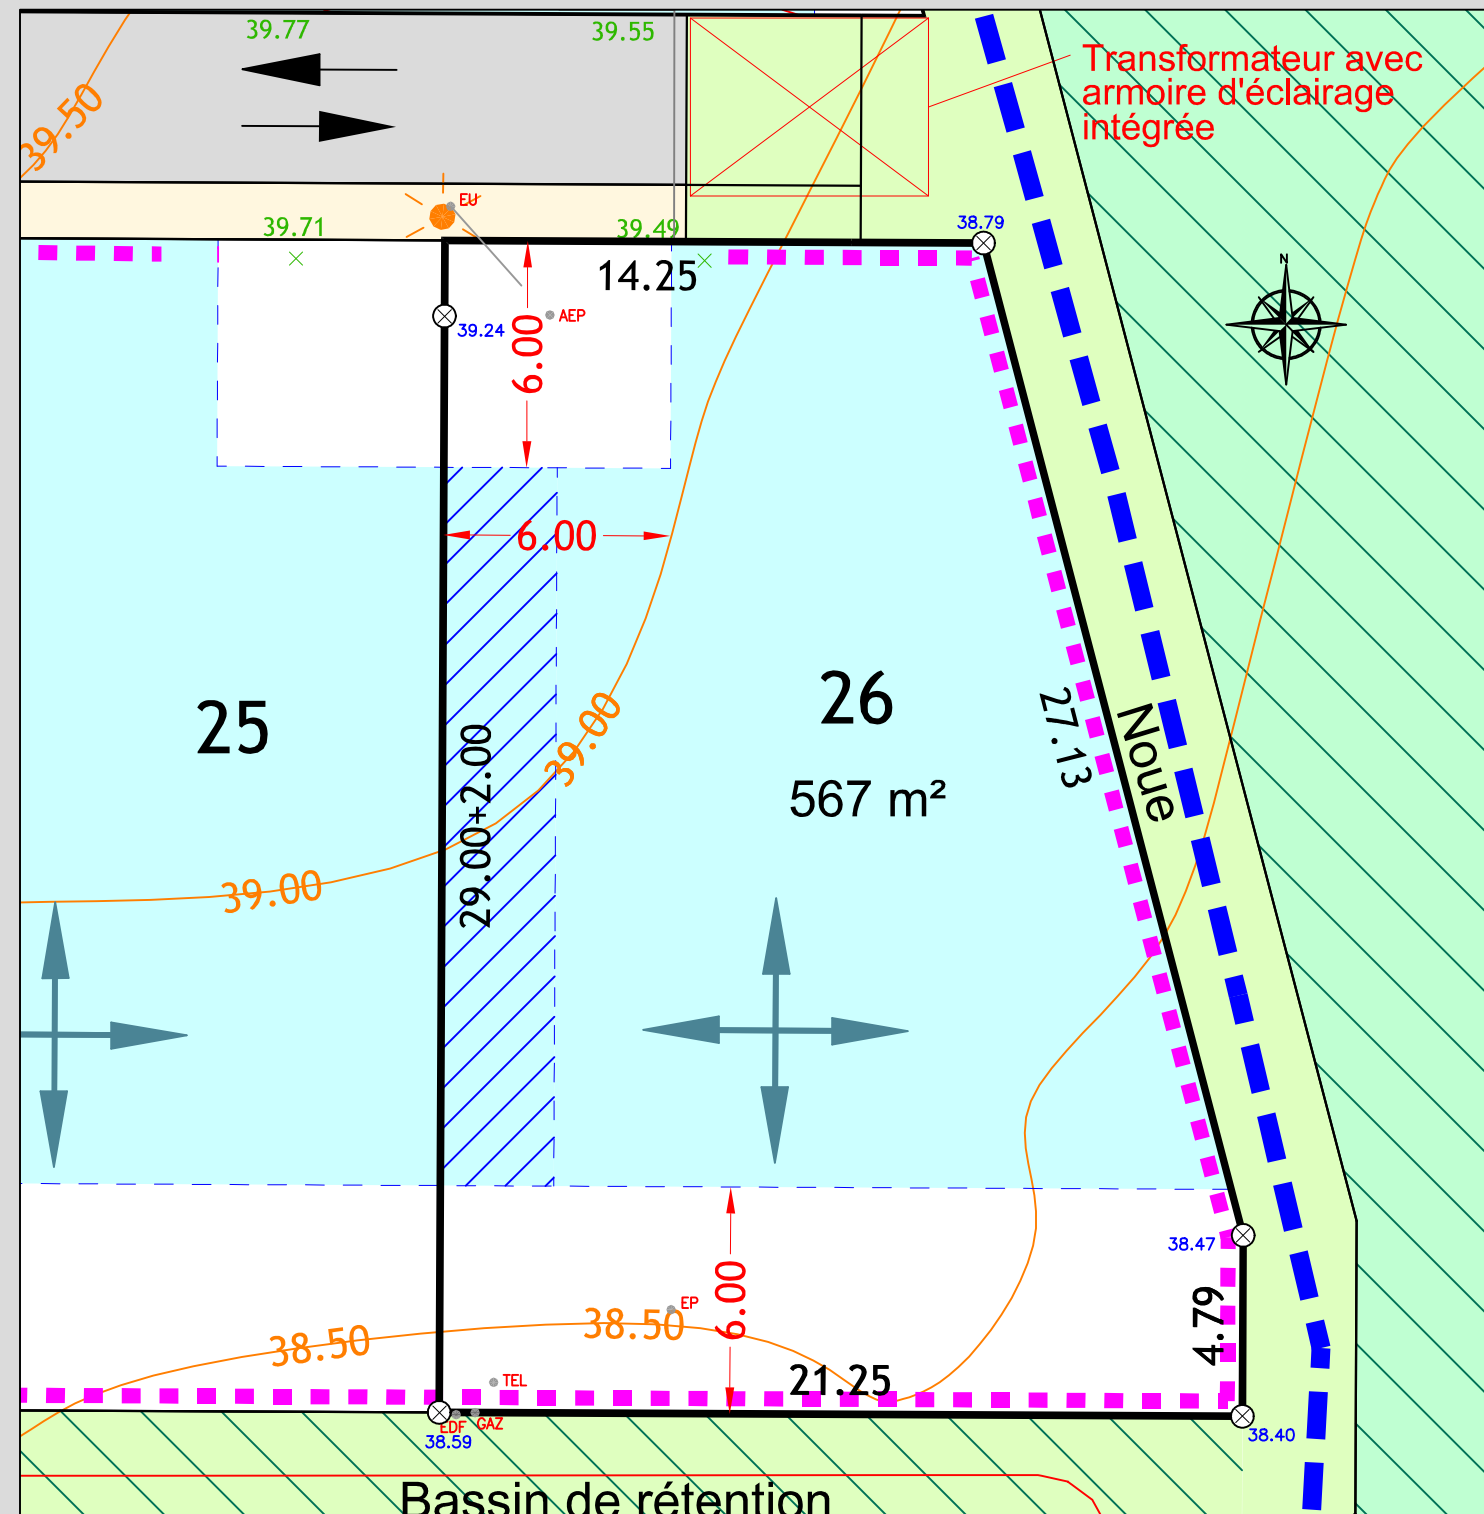 39.77
39.55
Transformateur avec
armoire d'éclairage
intégrée
39.50
EU
39.71
39.49
38.79
14.25
N
AEP
39.24
6.00
6.00
25
26
567 m²
27.13
Noue
39.00
29.00+2.00
39.00
38.47
6.00
EP
4.79
38.50
38.50
21.25
TEL
GAZ
EDF
38.59
38.40
Bassin de rétention